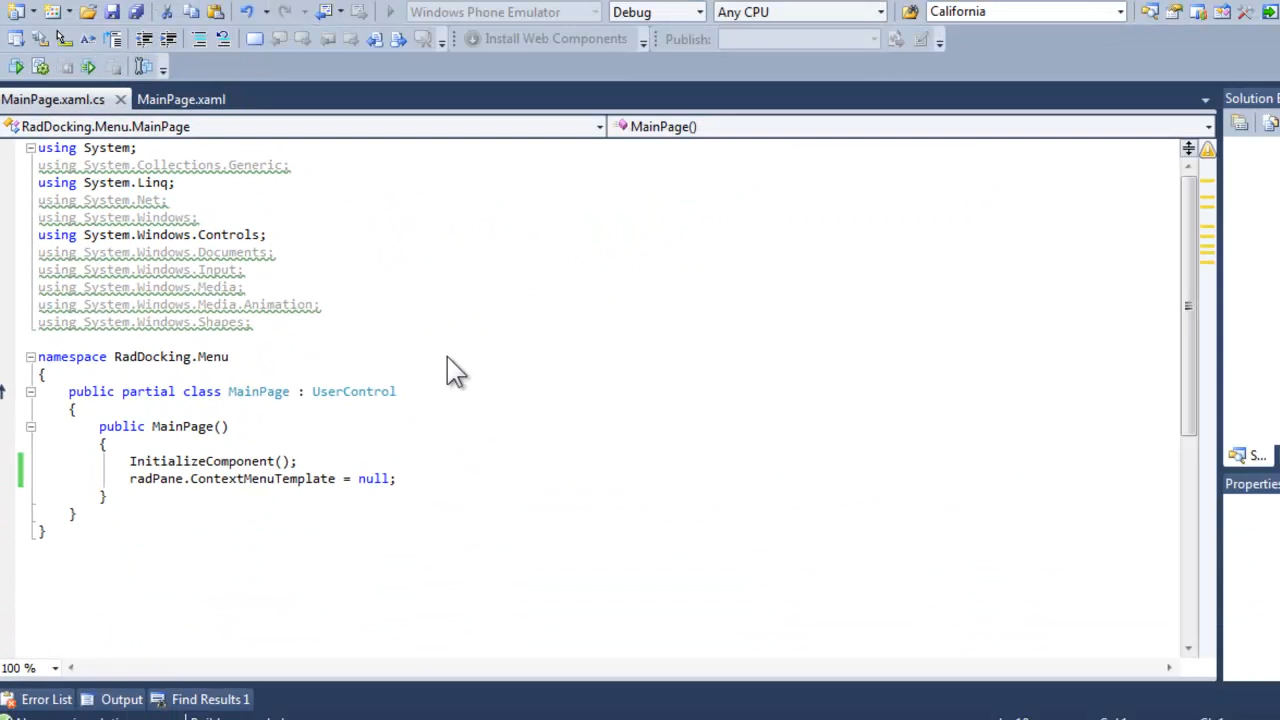 Windows Phone Emulator Debug Any CPU California
Install Web Components Publish:
MainPage.xaml.cs MainPage.xaml
Solution E
RadDocking.Menu.MainPage MainPage()
using System;
using System.Collections.Generic;
using System.Linq;
using System.Net;
using System.Windows;
using System.Windows.Controls;
using System.Windows.Documents;
using System.Windows.Input;
using System.Windows.Media;
using System.Windows.Media.Animation;
using System.Windows.Shapes;
namespace RadDocking.Menu
{
public partial class MainPage : UserControl
{
public MainPage()
{
InitializeComponent();
radPane.ContextMenuTemplate = null;
}
}
}
S...
Properties
100 %
Error List Output Find Results 1